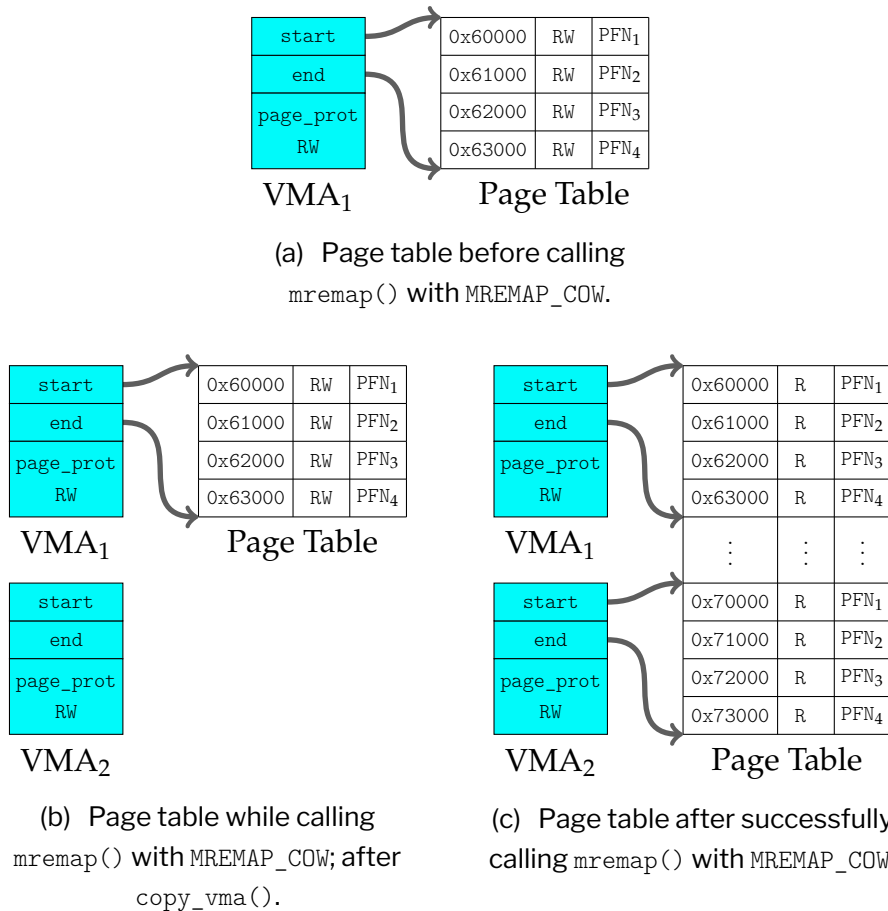 start
end
page_prot
RW
VMA1
0x60000 RW PFN1
0x61000 RW PFN2
0x62000 RW PFN3
0x63000 RW PFN4
Page Table
(a) Page table before calling
mremap() with MREMAP_COW.
start
end
page_prot
RW
VMA1
0x60000 RW PFN1
0x61000 RW PFN2
0x62000 RW PFN3
0x63000 RW PFN4
Page Table
start
end
page_prot
RW
VMA2
(b) Page table while calling
mremap() with MREMAP_COW; after
copy_vma().
start
end
page_prot
RW
VMA1
0x60000 R PFN1
0x61000 R PFN2
0x62000 R PFN3
0x63000 R PFN4
⋮ ⋮ ⋮
start
end
page_prot
RW
VMA2
0x70000 R PFN1
0x71000 R PFN2
0x72000 R PFN3
0x73000 R PFN4
Page Table
(c) Page table after successfully
calling mremap() with MREMAP_COW